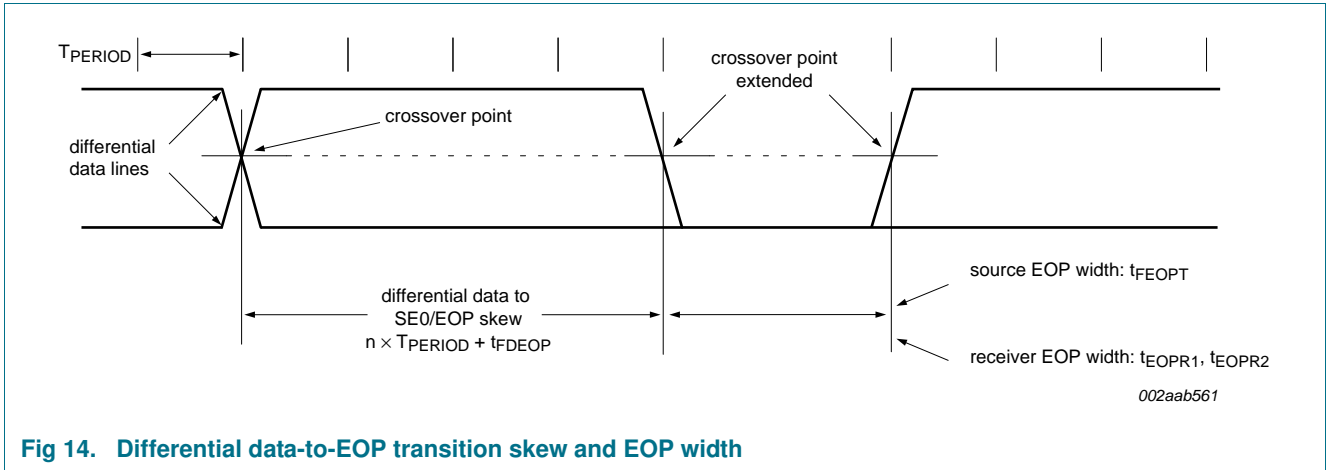 TPERIOD
crossover point
extended
crossover point
differential
data lines
source EOP width: tFEOPT
differential data to
SE0/EOP skew
n × TPERIOD + tFDEOP
receiver EOP width: tEOPR1, tEOPR2
002aab561
Fig 14. Differential data-to-EOP transition skew and EOP width